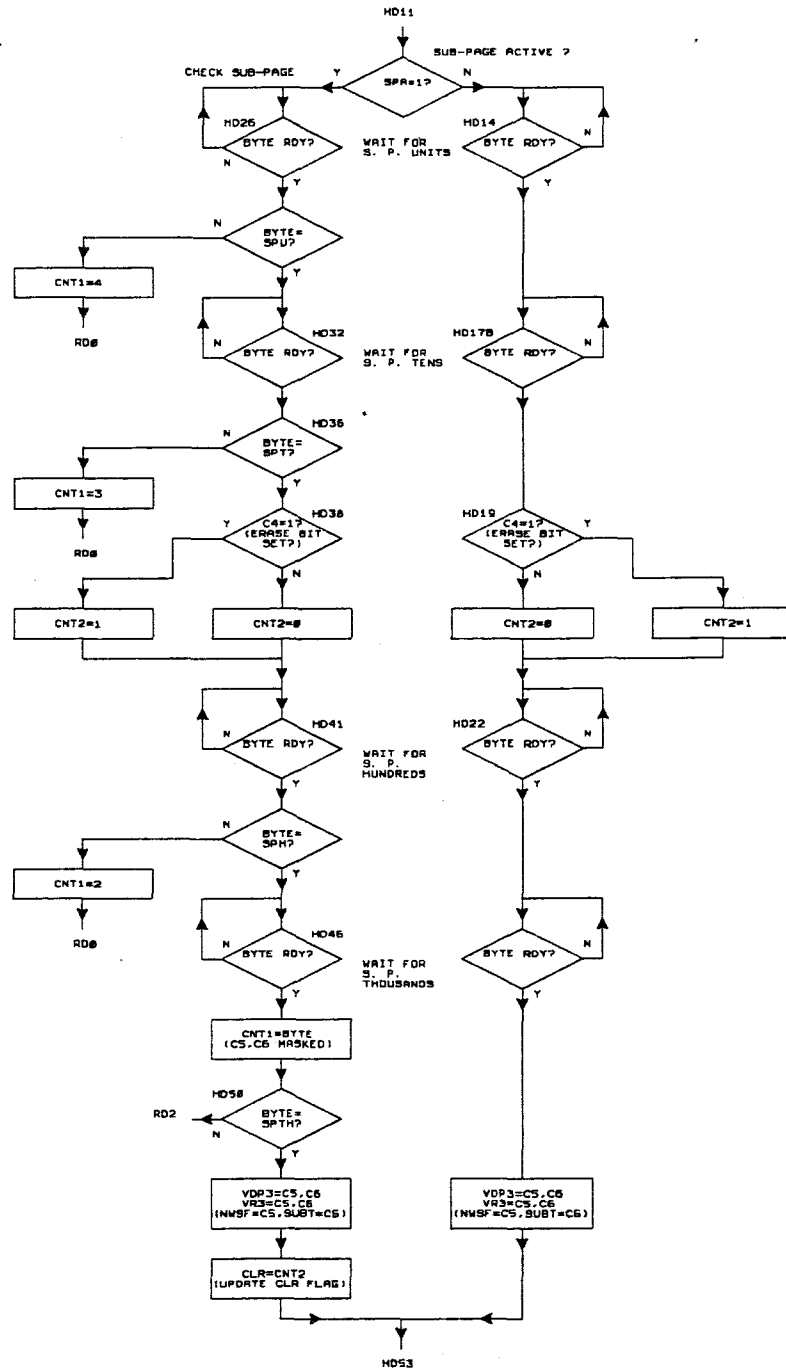 HD11
SUB-PAGE ACTIVE ?
CHECK SUB-PAGE
Y
SPA=1?
N
HD26
BYTE RDY?
N
Y
WAIT FOR
S. P. UNITS
HD14
BYTE RDY?
N
Y
N
BYTE=
SPU?
Y
CNT1=4
RD0
HD32
BYTE RDY?
N
WAIT FOR
S. P. TENS
HD17B
BYTE RDY?
N
HD36
N
BYTE=
SPT?
Y
CNT1=3
RD0
HD38
Y
C4=1?
(ERASE BIT
SET?)
N
HD19
C4=1?
(ERASE BIT
SET?)
Y
N
CNT2=1
CNT2=0
CNT2=0
CNT2=1
HD41
BYTE RDY?
N
Y
WAIT FOR
S. P.
HUNDREDS
HD22
BYTE RDY?
N
Y
N
BYTE=
SPH?
Y
CNT1=2
RD0
HD46
BYTE RDY?
N
Y
WAIT FOR
S. P.
THOUSANDS
BYTE RDY?
N
Y
CNT1=BYTE
(C5,C6 MASKED)
HD50
RD2
BYTE=
SPTH?
N
Y
VDP3=C5,C6
VR3=C5,C6
(NWSF=C5,SUBT=C6)
VDP3=C5,C6
VR3=C5,C6
(NWSF=C5,SUBT=C6)
CLR=CNT2
(UPDATE CLR FLAG)
HD53